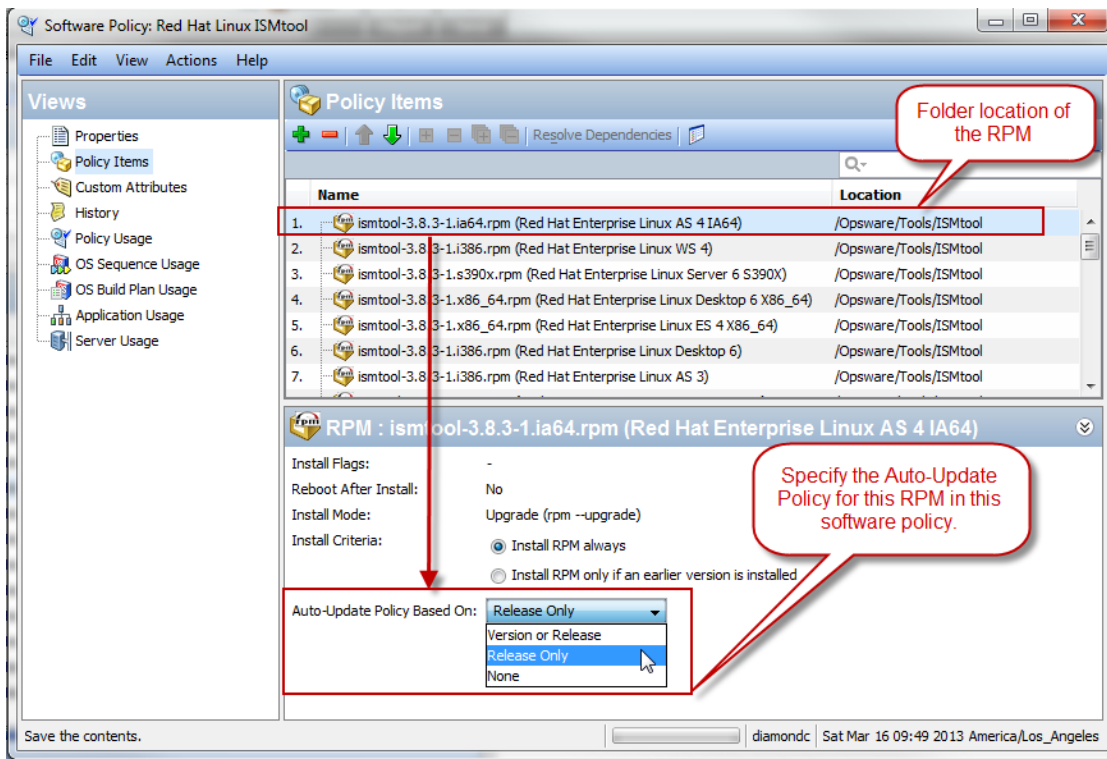 Software Policy: Red Hat Linux ISMtool
File Edit View Actions Help
Views
Properties
Policy Items
Custom Attributes
History
Policy Usage
OS Sequence Usage
OS Build Plan Usage
Application Usage
Server Usage
Policy Items
Resolve Dependencies
Folder location of
the RPM
Name Location
1. ismtool-3.8.3-1.ia64.rpm (Red Hat Enterprise Linux AS 4 IA64) /Opsware/Tools/ISMtool
2. ismtool-3.8.3-1.i386.rpm (Red Hat Enterprise Linux WS 4) /Opsware/Tools/ISMtool
3. ismtool-3.8.3-1.s390x.rpm (Red Hat Enterprise Linux Server 6 S390X) /Opsware/Tools/ISMtool
4. ismtool-3.8.3-1.x86_64.rpm (Red Hat Enterprise Linux Desktop 6 X86_64) /Opsware/Tools/ISMtool
5. ismtool-3.8.3-1.x86_64.rpm (Red Hat Enterprise Linux ES 4 X86_64) /Opsware/Tools/ISMtool
6. ismtool-3.8.3-1.i386.rpm (Red Hat Enterprise Linux Desktop 6) /Opsware/Tools/ISMtool
7. ismtool-3.8.3-1.i386.rpm (Red Hat Enterprise Linux AS 3) /Opsware/Tools/ISMtool
rpm RPM : ismtool-3.8.3-1.ia64.rpm (Red Hat Enterprise Linux AS 4 IA64)
Install Flags: -
Reboot After Install: No
Install Mode: Upgrade (rpm --upgrade)
Install Criteria: Install RPM always
Install RPM only if an earlier version is installed
Specify the Auto-Update
Policy for this RPM in this
software policy.
Auto-Update Policy Based On: Release Only
Version or Release
Release Only
None
Save the contents. diamondc Sat Mar 16 09:49 2013 America/Los_Angeles